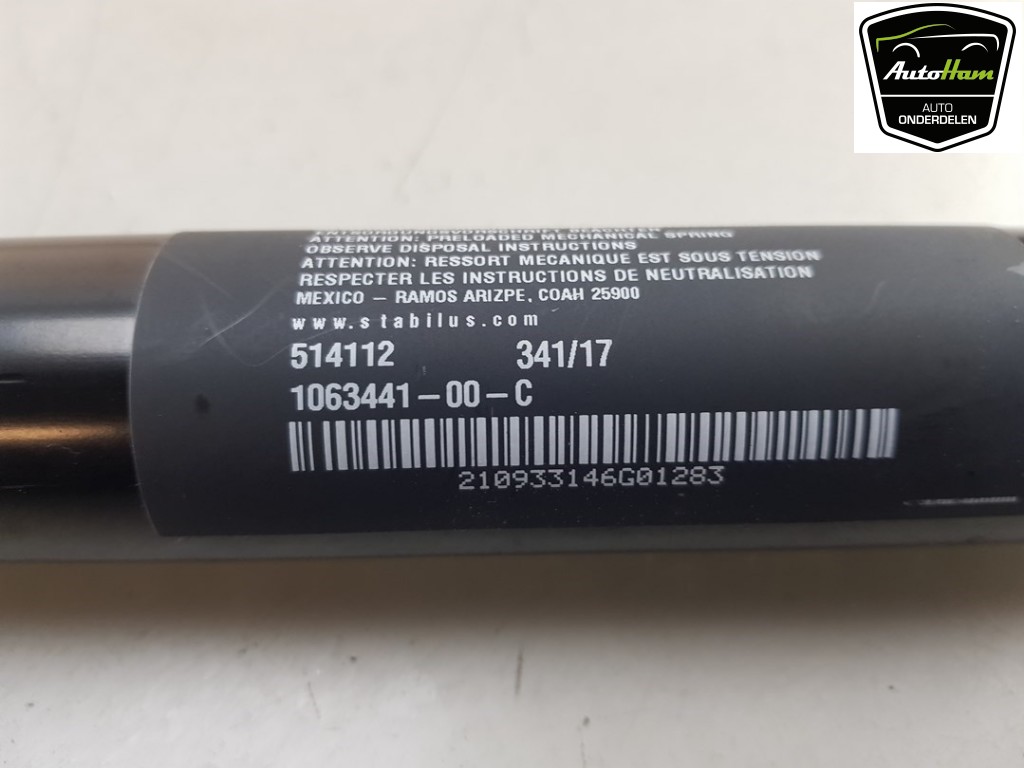 AutoHam
AUTO
ONDERDELEN
ATTENTION: PRELOADED MECHANICAL SPRING
OBSERVE DISPOSAL INSTRUCTIONS
ATTENTION: RESSORT MECANIQUE EST SOUS TENSION
RESPECTER LES INSTRUCTIONS DE NEUTRALISATION
MEXICO – RAMOS ARIZPE, COAH 25900
www.stabilus.com
514112 341/17
1063441-00-C
210933146G01283